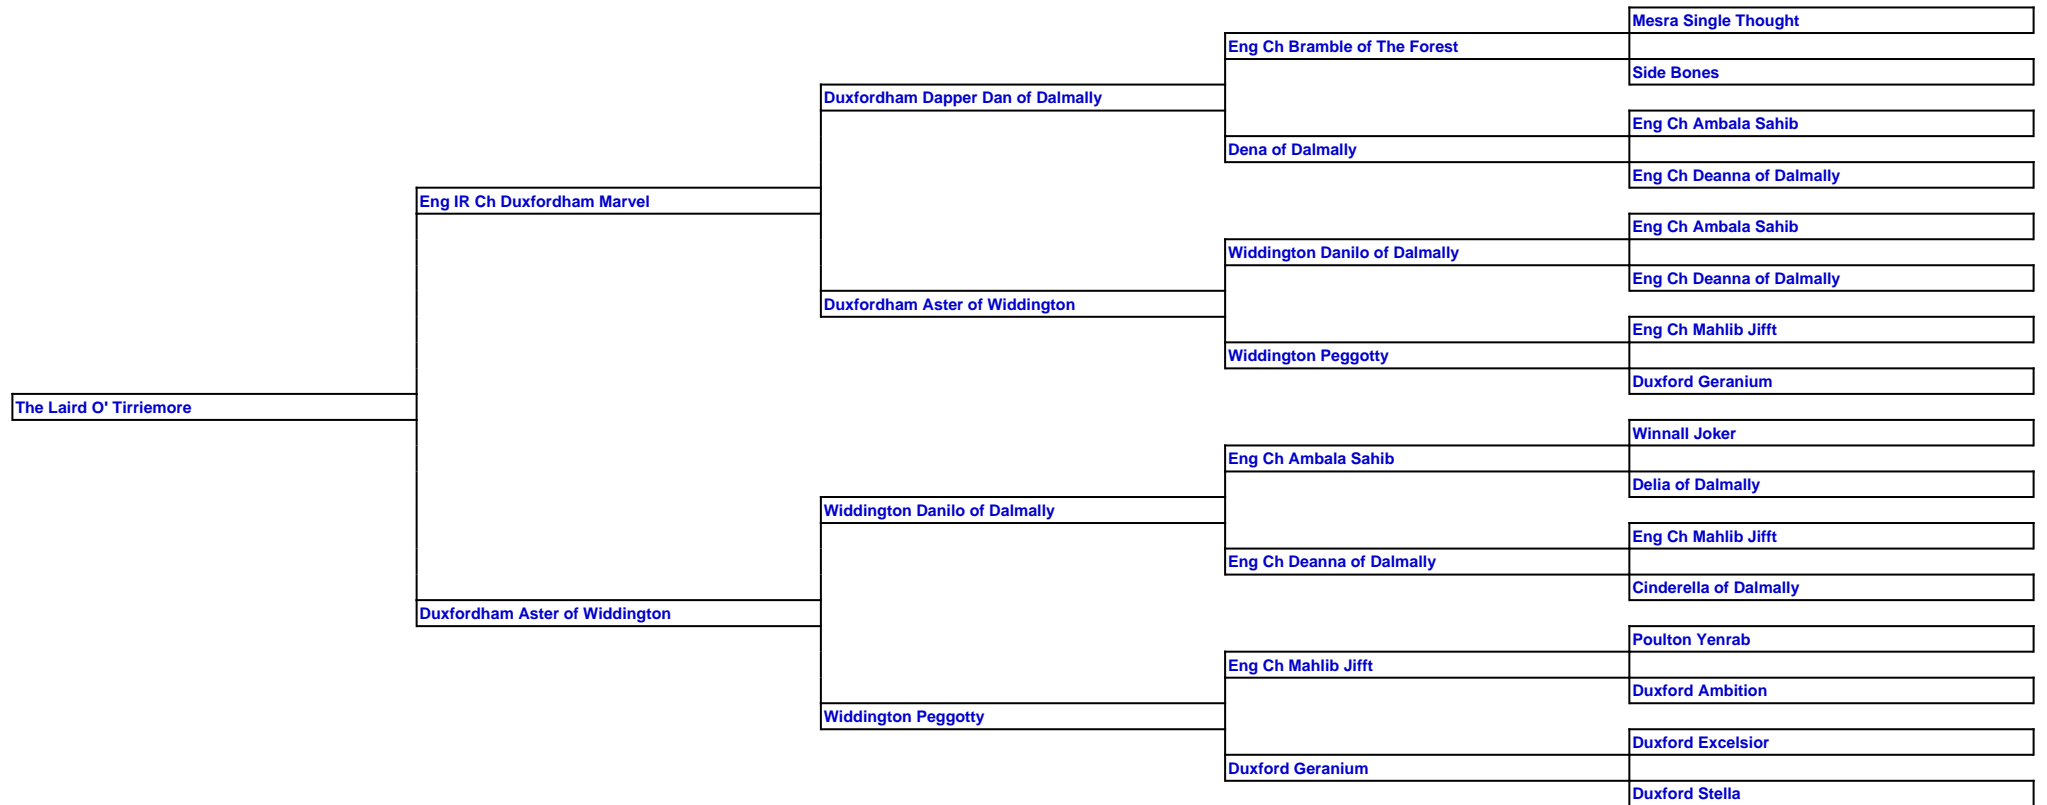 Mesra Single Thought
Eng Ch Bramble of The Forest
Side Bones
Duxfordham Dapper Dan of Dalmally
Eng Ch Ambala Sahib
Dena of Dalmally
Eng Ch Deanna of Dalmally
Eng IR Ch Duxfordham Marvel
Eng Ch Ambala Sahib
Widdington Danilo of Dalmally
Eng Ch Deanna of Dalmally
Duxfordham Aster of Widdington
Eng Ch Mahlib Jifft
Widdington Peggotty
Duxford Geranium
The Laird O' Tirriemore
Winnall Joker
Eng Ch Ambala Sahib
Delia of Dalmally
Widdington Danilo of Dalmally
Eng Ch Mahlib Jifft
Eng Ch Deanna of Dalmally
Cinderella of Dalmally
Duxfordham Aster of Widdington
Poulton Yenrab
Eng Ch Mahlib Jifft
Duxford Ambition
Widdington Peggotty
Duxford Excelsior
Duxford Geranium
Duxford Stella